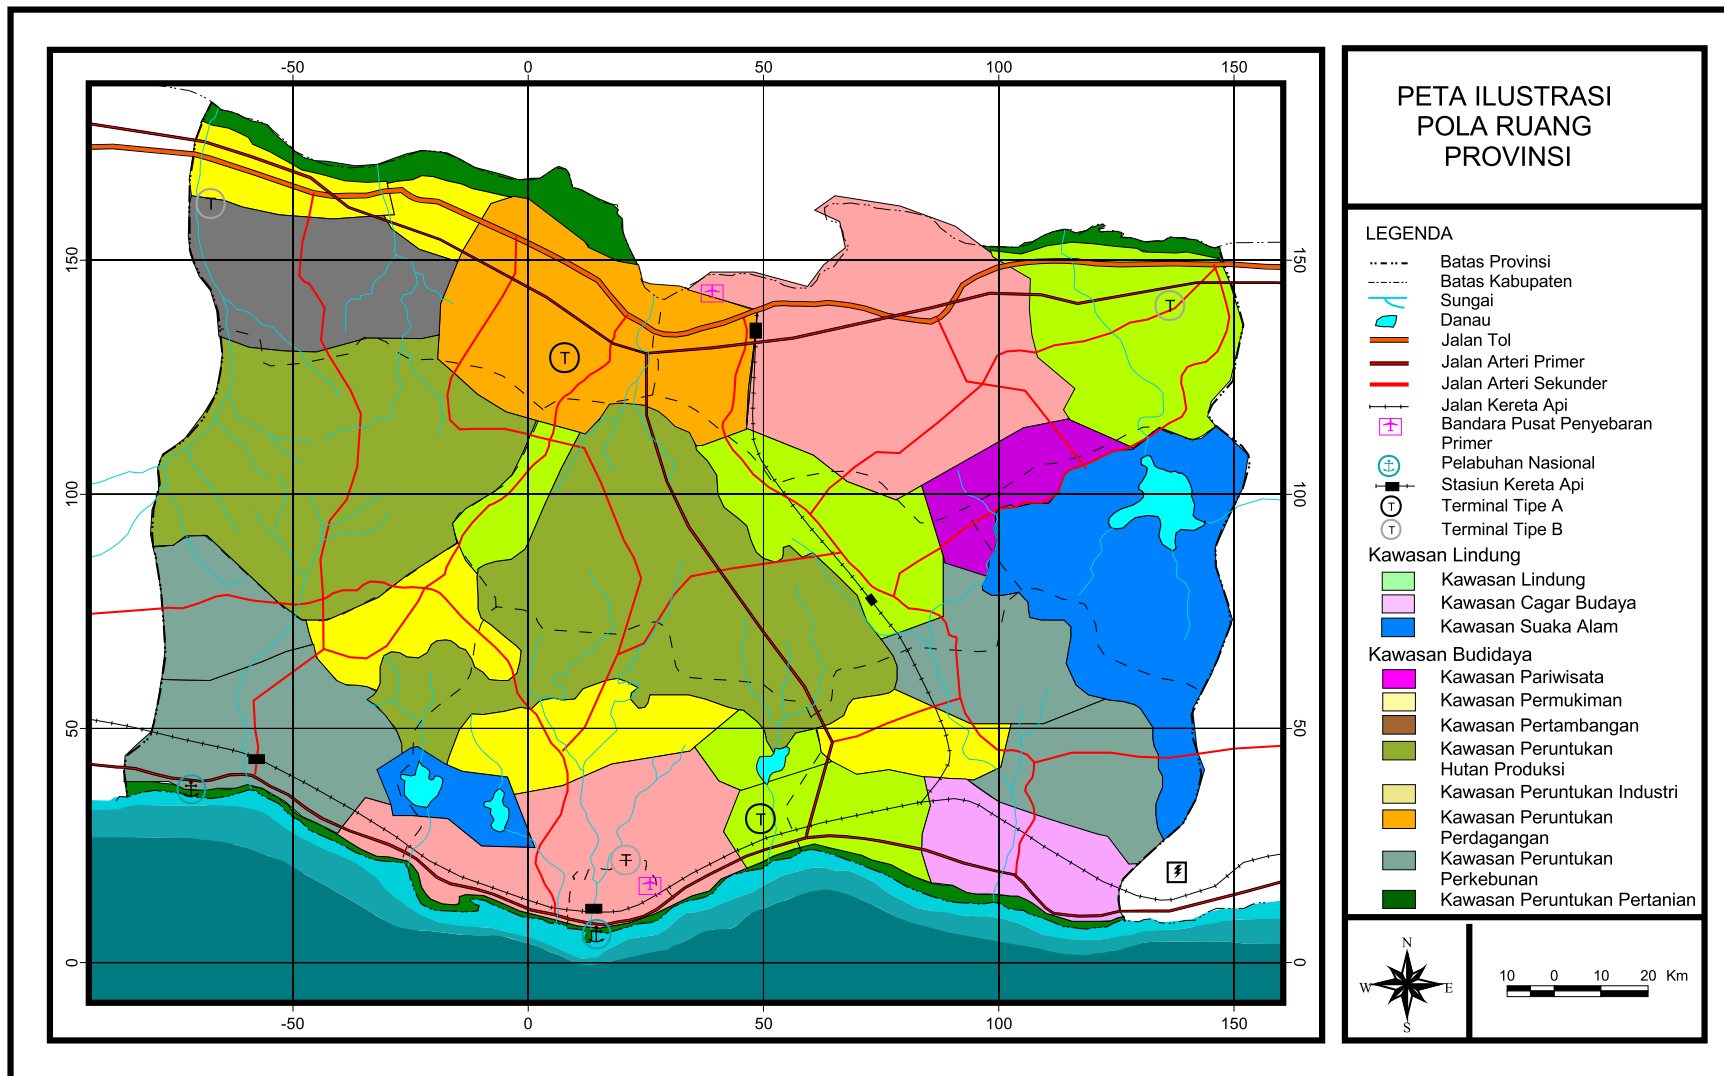 PETA ILUSTRASI
POLA RUANG
PROVINSI
-50 0 50 100 150
150 150
100 100
50 50
0 0
-50 0 50 100 150
T
T
T
T
T
LEGENDA
Batas Provinsi
Batas Kabupaten
Sungai
Danau
Jalan Tol
Jalan Arteri Primer
Jalan Arteri Sekunder
Jalan Kereta Api
Bandara Pusat Penyebaran
Primer
Pelabuhan Nasional
Stasiun Kereta Api
T Terminal Tipe A
T Terminal Tipe B
Kawasan Lindung
Kawasan Lindung
Kawasan Cagar Budaya
Kawasan Suaka Alam
Kawasan Budidaya
Kawasan Pariwisata
Kawasan Permukiman
Kawasan Pertambangan
Kawasan Peruntukan
Hutan Produksi
Kawasan Peruntukan Industri
Kawasan Peruntukan
Perdagangan
Kawasan Peruntukan
Perkebunan
Kawasan Peruntukan Pertanian
N
W E
S
10 0 10 20 Km